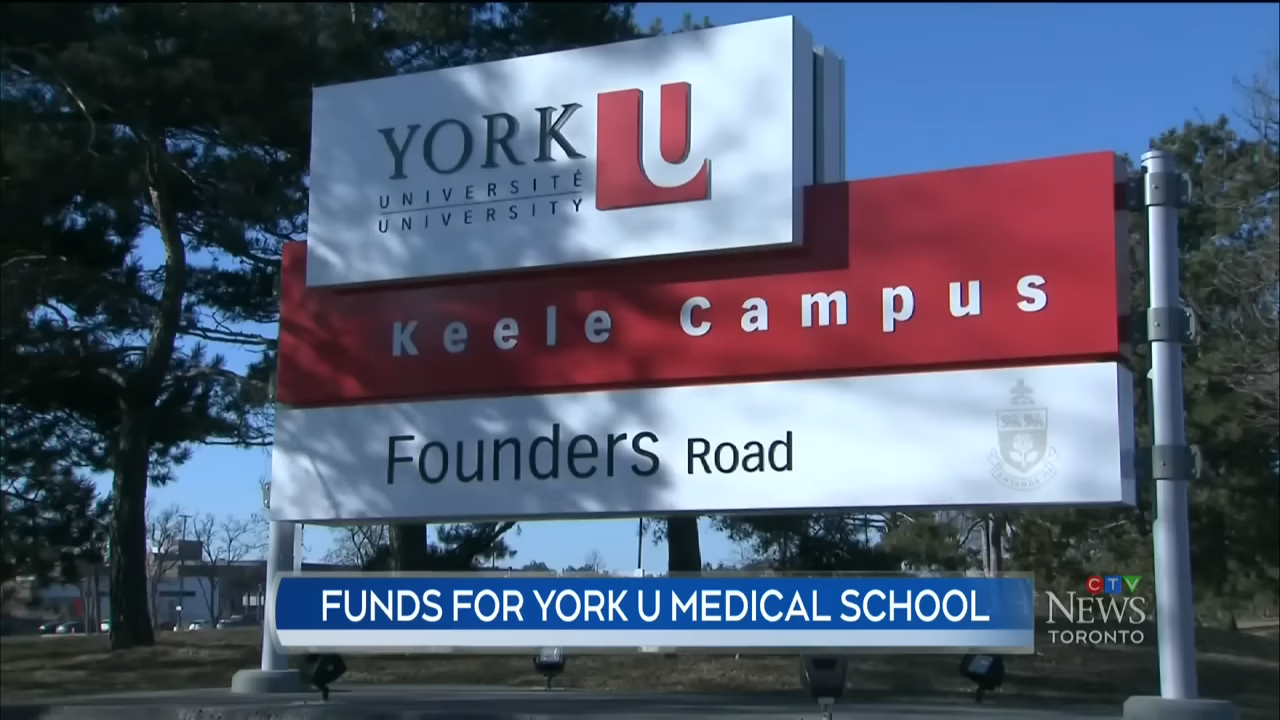 YORK U
UNIVERSITÉ
UNIVERSITY
Keele Campus
Founders Road
FUNDS FOR YORK U MEDICAL SCHOOL
CTV
NEWS
TORONTO